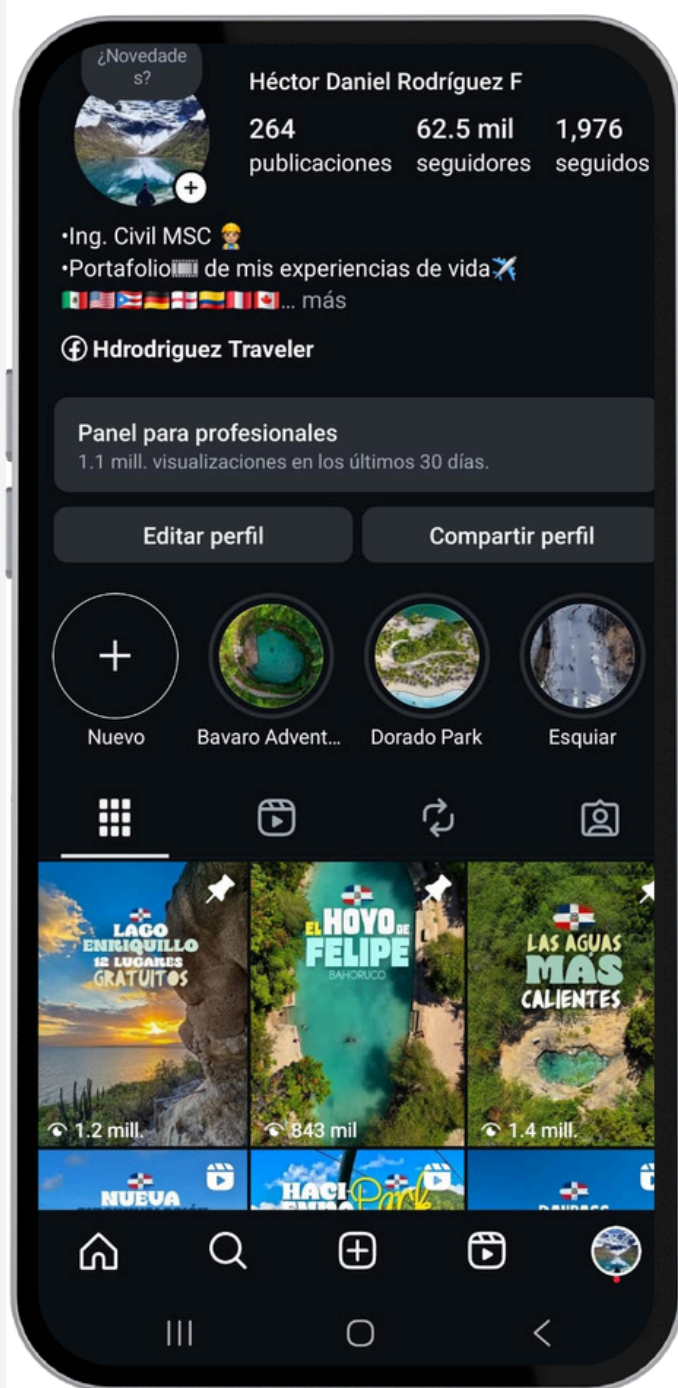 ¿Novedade
s?
Héctor Daniel Rodríguez F
264 62.5 mil 1,976
publicaciones seguidores seguidos
•Ing. Civil MSC 👷🏼
•Portafolio🎞️ de mis experiencias de vida✈️
🇲🇽🇺🇸🇵🇷🇩🇪🏴󠁧󠁢󠁥󠁮󠁧󠁿🇨🇴🇵🇪🇨🇦... más
Hdrodriguez Traveler
Panel para profesionales
1.1 mill. visualizaciones en los últimos 30 días.
Editar perfil Compartir perfil
Nuevo Bavaro Advent... Dorado Park Esquiar
LAGO
ENRIQUILLO
12 LUGARES
GRATUITOS
1.2 mill.
EL HOYO DE
FELIPE
BAHORUCO
843 mil
LAS AGUAS
MÁS
CALIENTES
1.4 mill.
NUEVA
HACI
Park